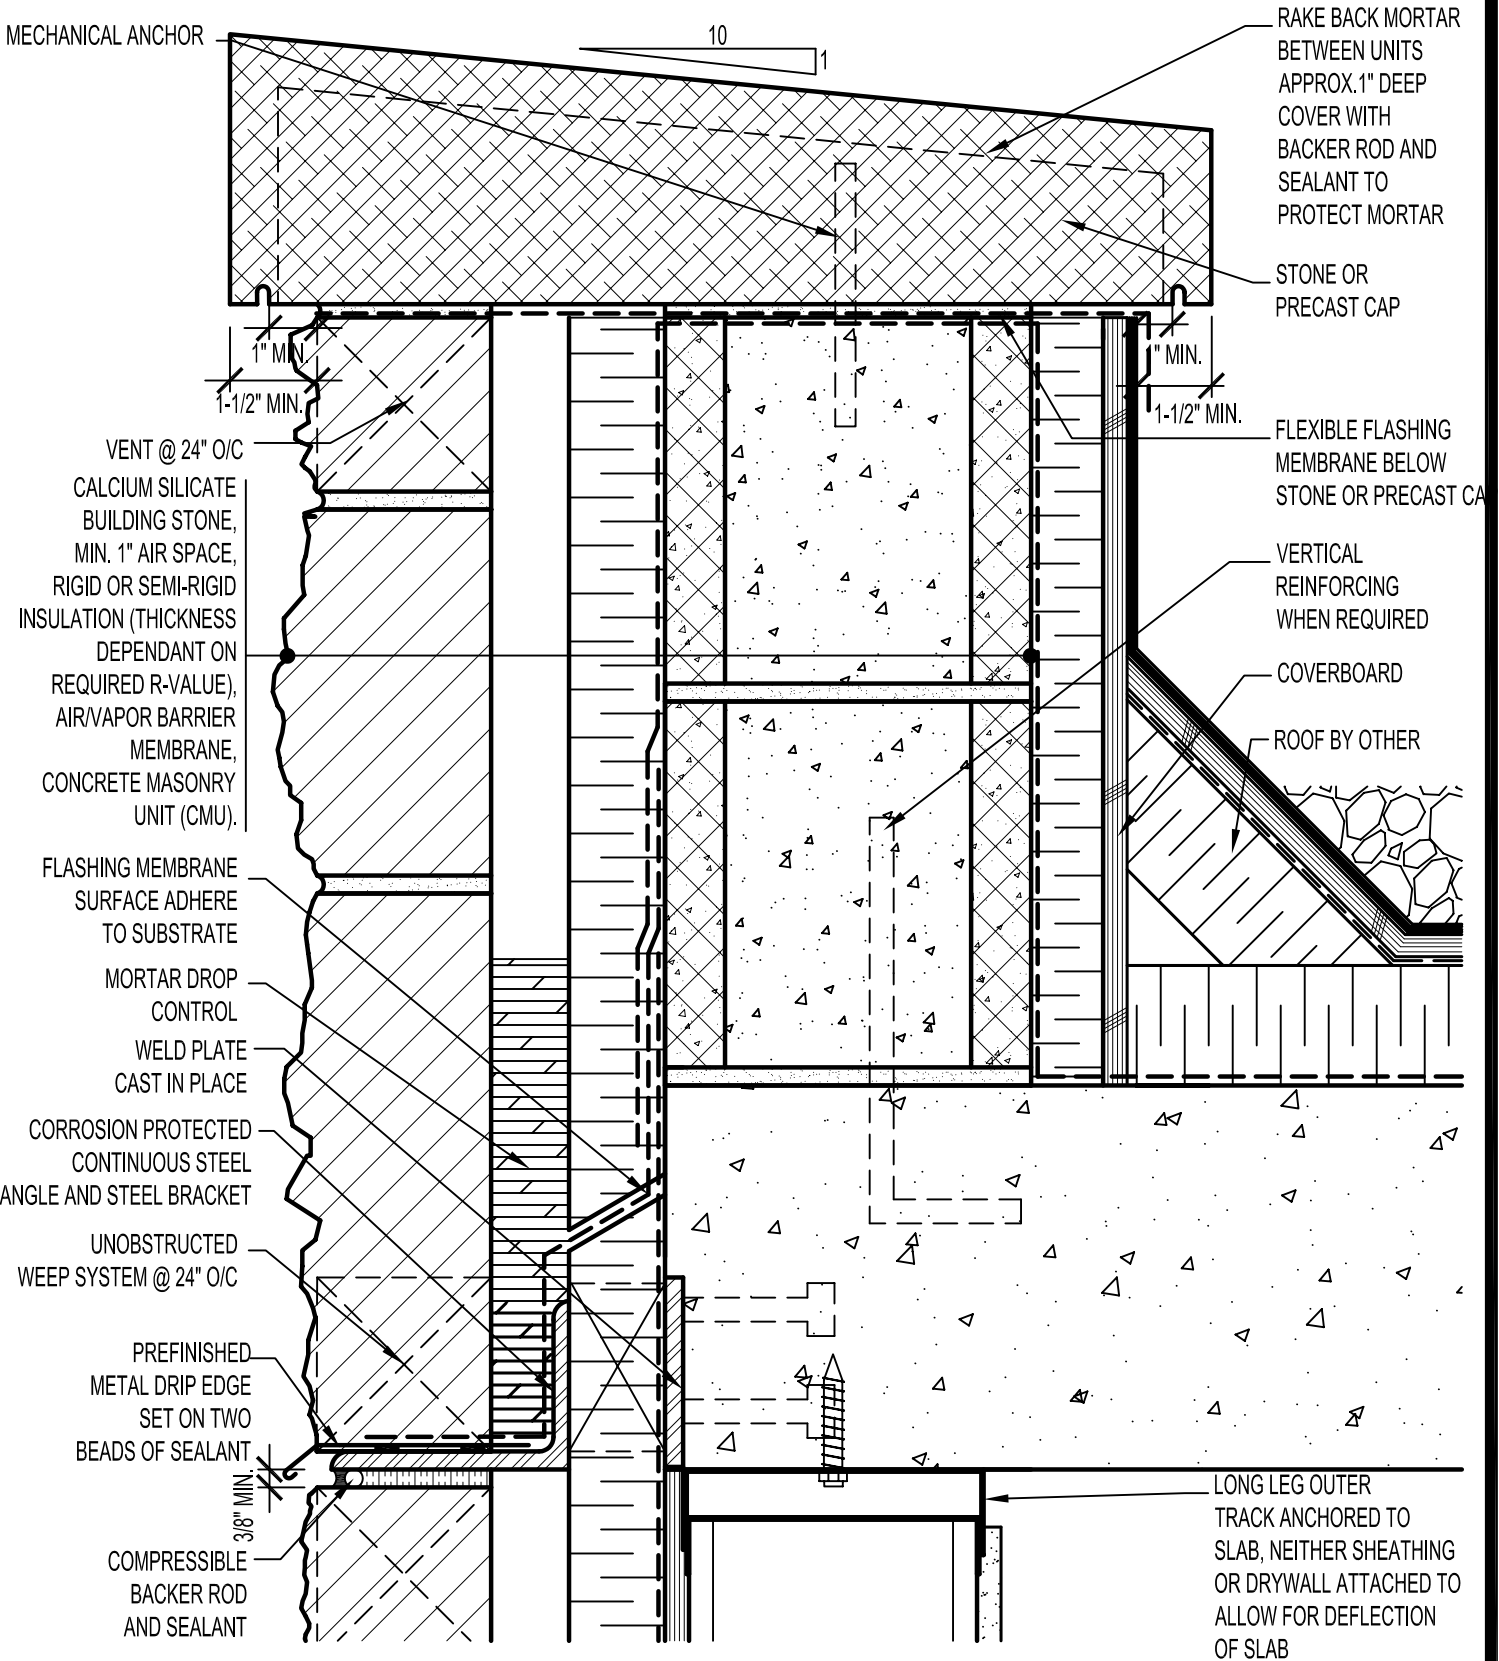 MECHANICAL ANCHOR
10
1
RAKE BACK MORTAR
BETWEEN UNITS
APPROX.1" DEEP
COVER WITH
BACKER ROD AND
SEALANT TO
PROTECT MORTAR
STONE OR
PRECAST CAP
1" MIN.
1-1/2" MIN.
" MIN.
1-1/2" MIN.
VENT @ 24" O/C
CALCIUM SILICATE
BUILDING STONE,
MIN. 1" AIR SPACE,
RIGID OR SEMI-RIGID
INSULATION (THICKNESS
DEPENDANT ON
REQUIRED R-VALUE),
AIR/VAPOR BARRIER
MEMBRANE,
CONCRETE MASONRY
UNIT (CMU).
FLEXIBLE FLASHING
MEMBRANE BELOW
STONE OR PRECAST CA
VERTICAL
REINFORCING
WHEN REQUIRED
COVERBOARD
ROOF BY OTHER
FLASHING MEMBRANE
SURFACE ADHERE
TO SUBSTRATE
MORTAR DROP
CONTROL
WELD PLATE
CAST IN PLACE
CORROSION PROTECTED
CONTINUOUS STEEL
ANGLE AND STEEL BRACKET
UNOBSTRUCTED
WEEP SYSTEM @ 24" O/C
PREFINISHED
METAL DRIP EDGE
SET ON TWO
BEADS OF SEALANT
3/8" MIN.
COMPRESSIBLE
BACKER ROD
AND SEALANT
LONG LEG OUTER
TRACK ANCHORED TO
SLAB, NEITHER SHEATHING
OR DRYWALL ATTACHED TO
ALLOW FOR DEFLECTION
OF SLAB